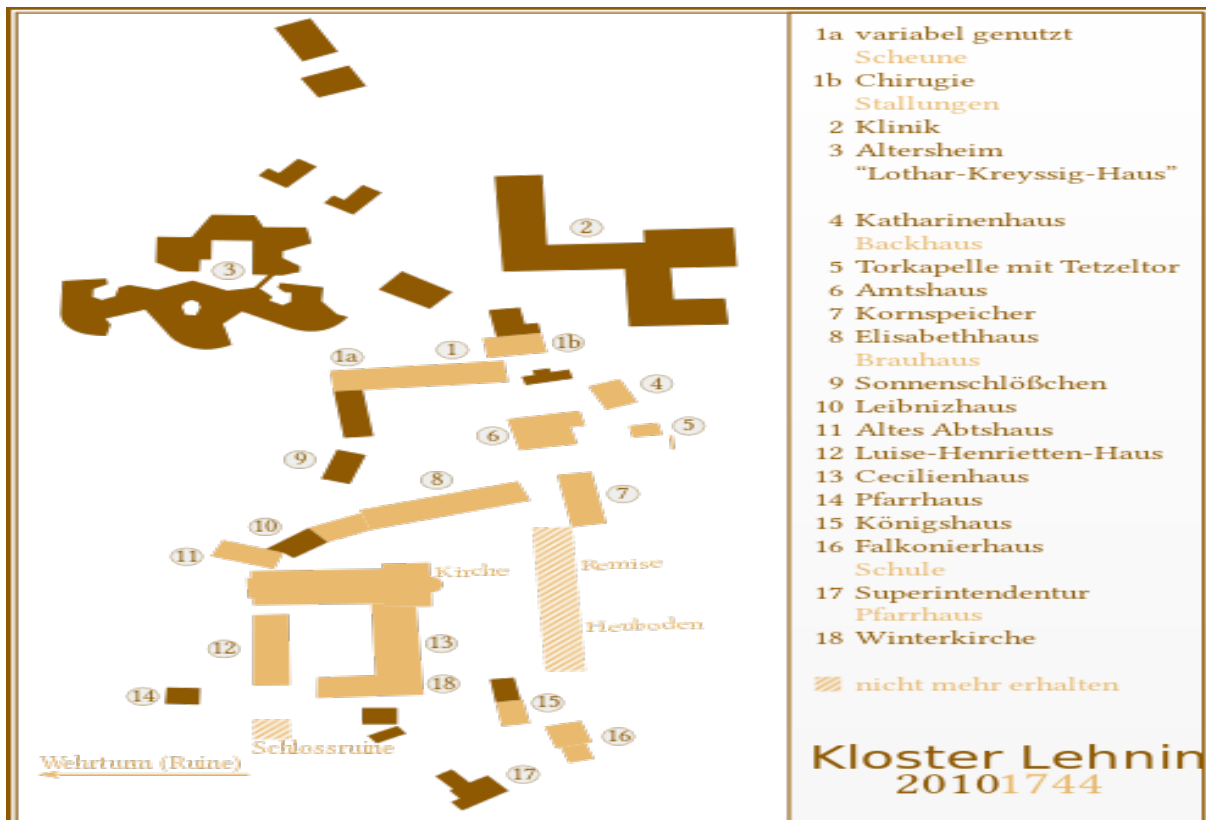 1a variabel genutzt
Scheune
1b Chirugie
Stallungen
2 Klinik
3 Altersheim
“Lothar-Kreyssig-Haus”
4 Katharinenhaus
Backhaus
5 Torkapelle mit Tetzeltor
6 Amtshaus
7 Kornspeicher
8 Elisabethhaus
Brauhaus
9 Sonnenschlößchen
10 Leibnizhaus
11 Altes Abtshaus
12 Luise-Henrietten-Haus
13 Cecilienhaus
14 Pfarrhaus
15 Königshaus
16 Falkonierhaus
Schule
17 Superintendentur
Pfarrhaus
18 Winterkirche
nicht mehr erhalten
Kloster Lehnin
2010 1744
2
3
1
1b
1a
4
5
6
9
8
7
10
11
Kirche
Remise
Heuboden
12
13
18
14
15
Schlossruine
16
Wehrturm (Ruine)
17